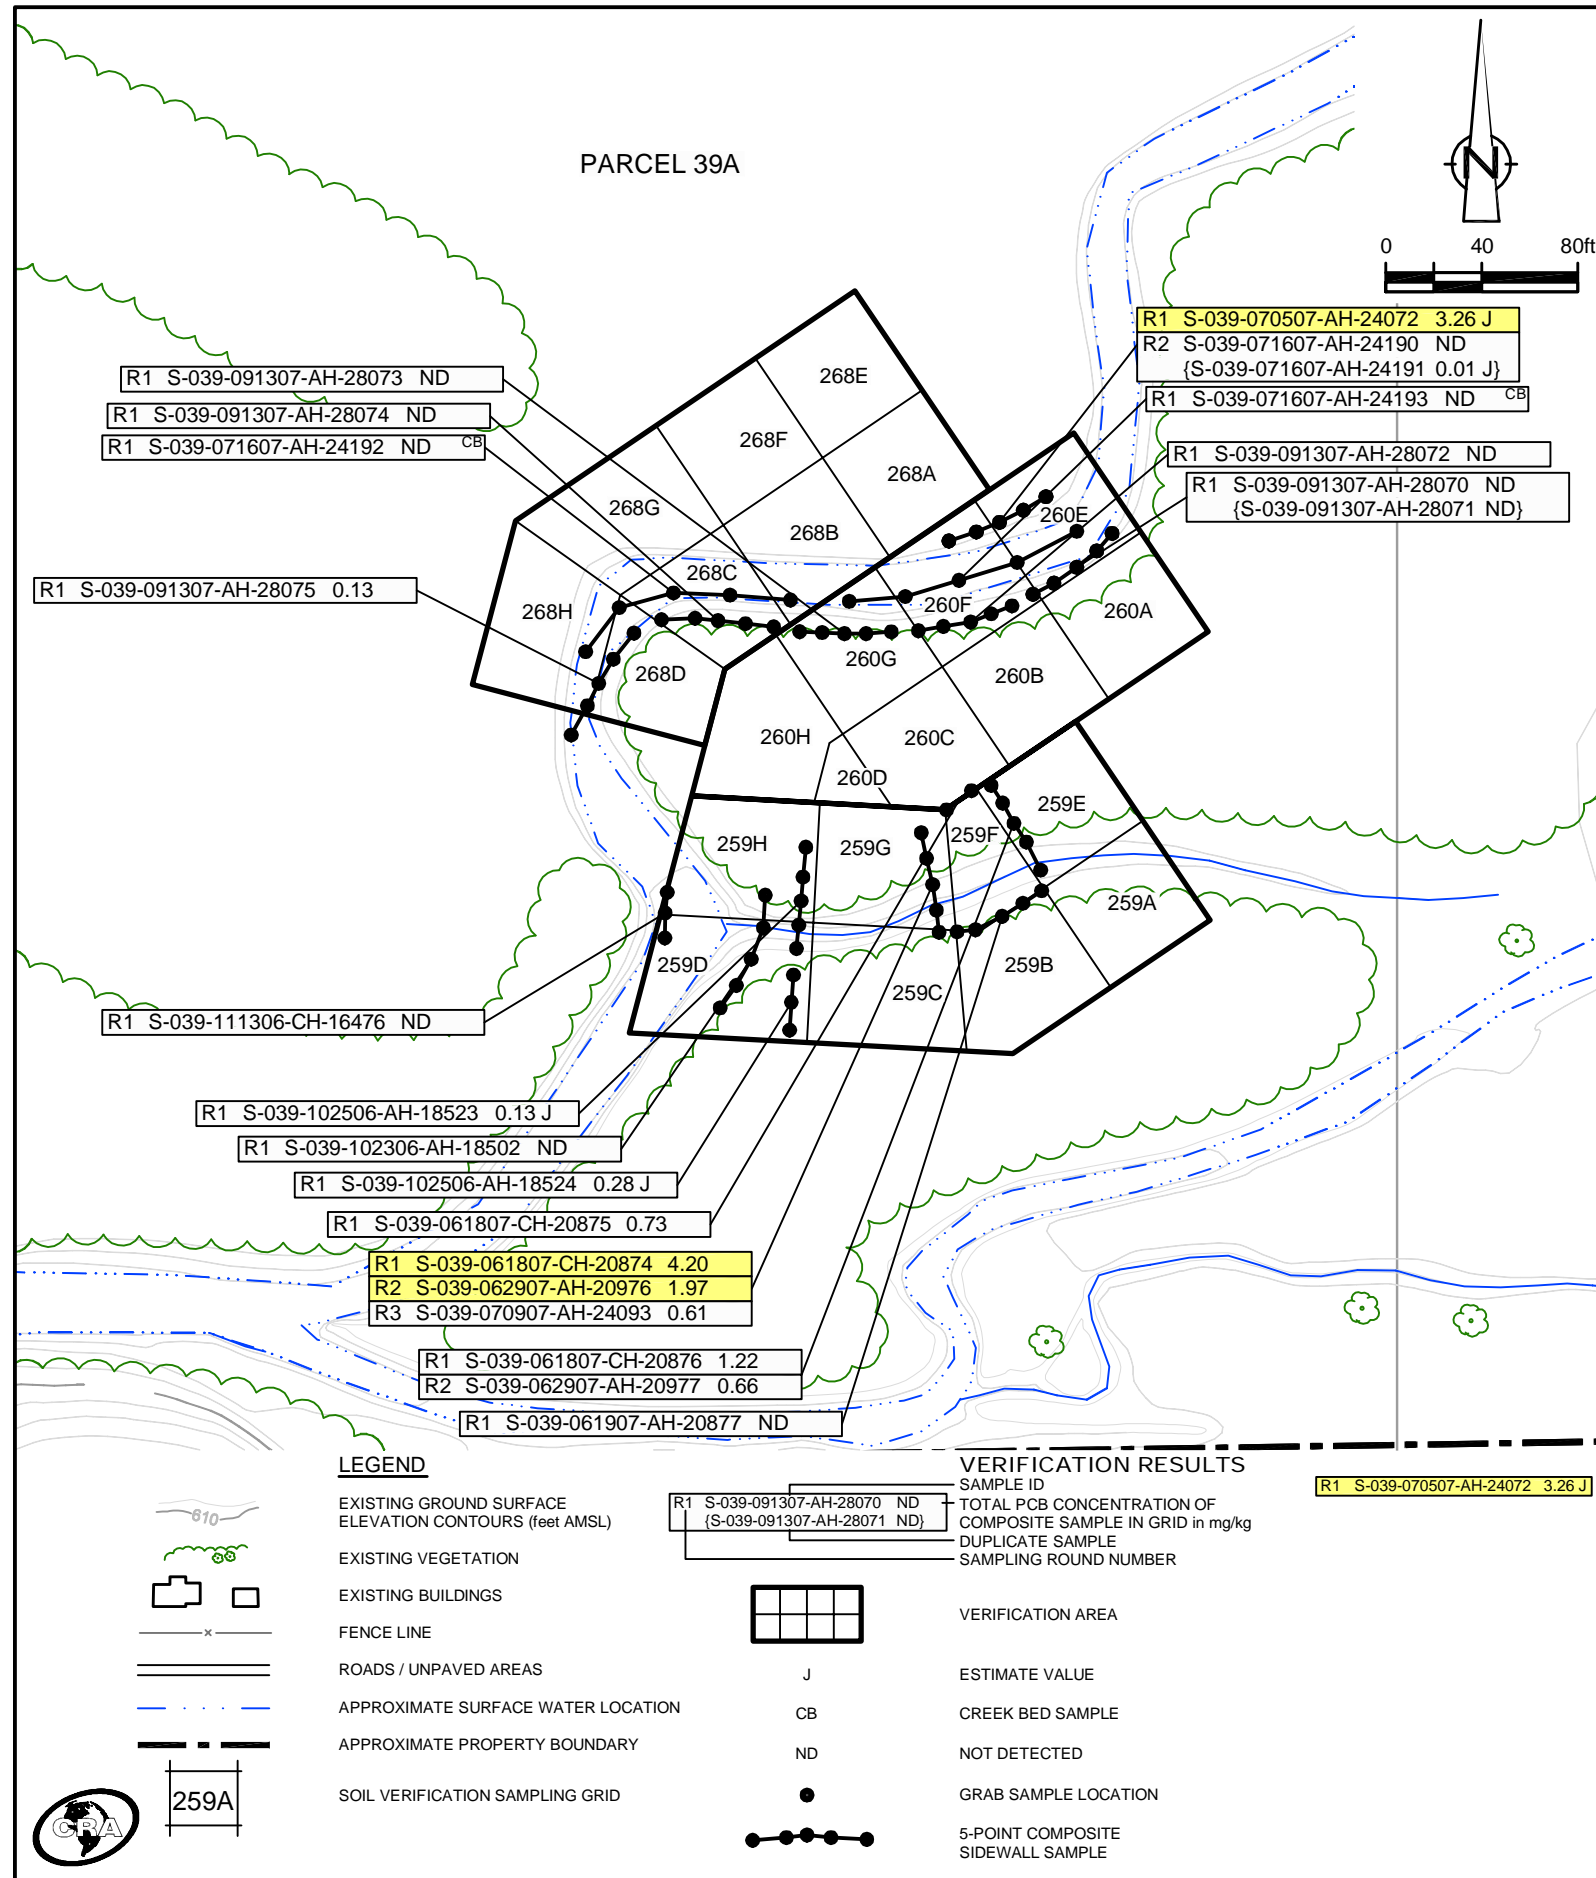 PARCEL 39A
N
0 40 80ft
R1 S-039-070507-AH-24072 3.26 J
R2 S-039-071607-AH-24190 ND
{S-039-071607-AH-24191 0.01 J}
R1 S-039-071607-AH-24193 ND CB
R1 S-039-091307-AH-28072 ND
R1 S-039-091307-AH-28070 ND
{S-039-091307-AH-28071 ND}
R1 S-039-091307-AH-28073 ND
R1 S-039-091307-AH-28074 ND
R1 S-039-071607-AH-24192 ND CB
R1 S-039-091307-AH-28075 0.13
268E
268F
268A
268G
268B
260E
268C
268H
260F
260A
260G
268D
260B
260H
260C
260D
259E
259H
259G
259F
259A
259D
259C
259B
R1 S-039-111306-CH-16476 ND
R1 S-039-102506-AH-18523 0.13 J
R1 S-039-102306-AH-18502 ND
R1 S-039-102506-AH-18524 0.28 J
R1 S-039-061807-CH-20875 0.73
R1 S-039-061807-CH-20874 4.20
R2 S-039-062907-AH-20976 1.97
R3 S-039-070907-AH-24093 0.61
R1 S-039-061807-CH-20876 1.22
R2 S-039-062907-AH-20977 0.66
R1 S-039-061907-AH-20877 ND
LEGEND
610
EXISTING GROUND SURFACE
ELEVATION CONTOURS (feet AMSL)
EXISTING VEGETATION
EXISTING BUILDINGS
x
FENCE LINE
ROADS / UNPAVED AREAS
APPROXIMATE SURFACE WATER LOCATION
APPROXIMATE PROPERTY BOUNDARY
259A
SOIL VERIFICATION SAMPLING GRID
CRA
VERIFICATION RESULTS
R1 S-039-091307-AH-28070 ND
{S-039-091307-AH-28071 ND}
SAMPLE ID
TOTAL PCB CONCENTRATION OF
COMPOSITE SAMPLE IN GRID in mg/kg
DUPLICATE SAMPLE
SAMPLING ROUND NUMBER
R1 S-039-070507-AH-24072 3.26 J
VERIFICATION AREA
J ESTIMATE VALUE
CB CREEK BED SAMPLE
ND NOT DETECTED
GRAB SAMPLE LOCATION
5-POINT COMPOSITE
SIDEWALL SAMPLE